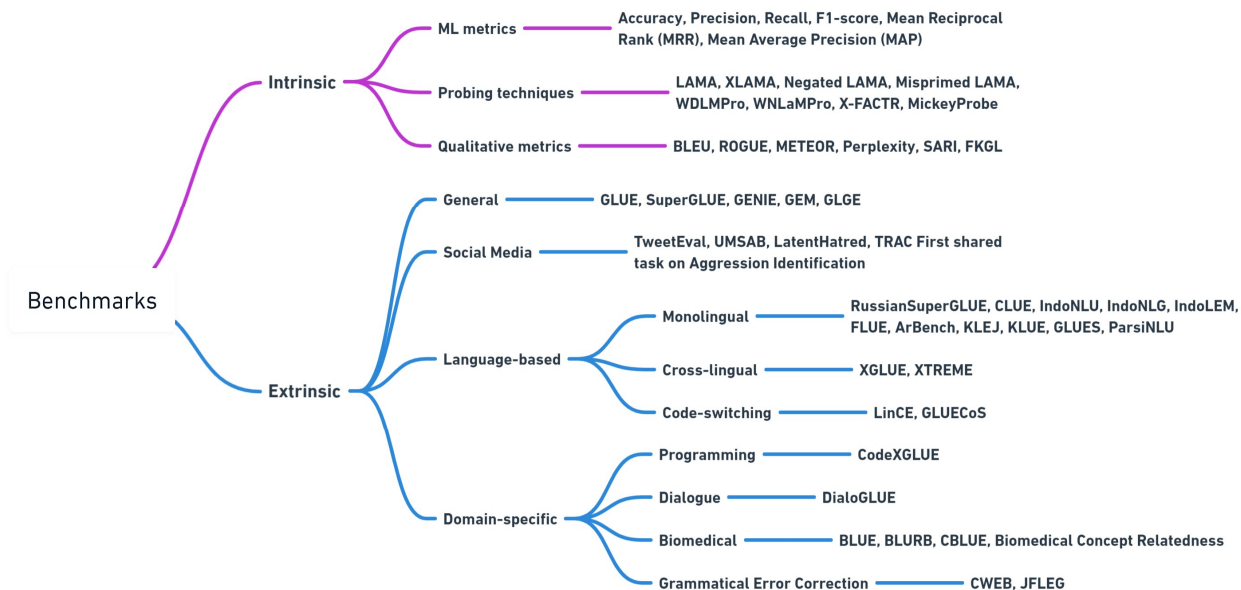 Benchmarks
Intrinsic
ML metrics
Accuracy, Precision, Recall, F1-score, Mean Reciprocal
Rank (MRR), Mean Average Precision (MAP)
Probing techniques
LAMA, XLAMA, Negated LAMA, Misprimed LAMA,
WDLMPro, WNLaMPro, X-FACTR, MickeyProbe
Qualitative metrics
BLEU, ROGUE, METEOR, Perplexity, SARI, FKGL
Extrinsic
General
GLUE, SuperGLUE, GENIE, GEM, GLGE
Social Media
TweetEval, UMSAB, LatentHatred, TRAC First shared
task on Aggression Identification
Language-based
Monolingual
RussianSuperGLUE, CLUE, IndoNLU, IndoNLG, IndoLEM,
FLUE, ArBench, KLEJ, KLUE, GLUES, ParsiNLU
Cross-lingual
XGLUE, XTREME
Code-switching
LinCE, GLUECoS
Domain-specific
Programming
CodeXGLUE
Dialogue
DialoGLUE
Biomedical
BLUE, BLURB, CBLUE, Biomedical Concept Relatedness
Grammatical Error Correction
CWEB, JFLEG